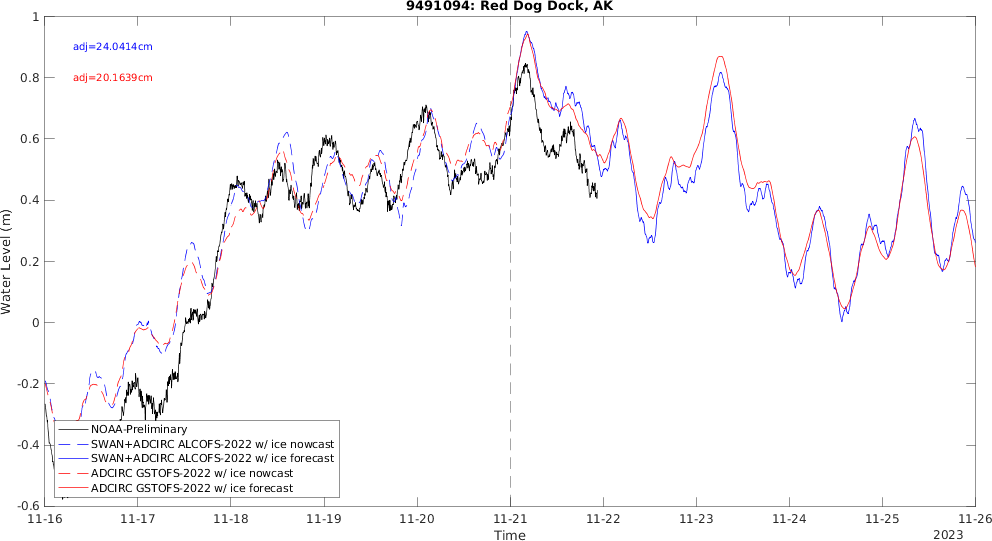 9491094: Red Dog Dock, AK
adj=24.0414cm
adj=20.1639cm
Water Level (m)
1
0.8
0.6
0.4
0.2
0
-0.2
-0.4
-0.6
NOAA-Preliminary
SWAN+ADCIRC ALCOFS-2022 w/ ice nowcast
SWAN+ADCIRC ALCOFS-2022 w/ ice forecast
ADCIRC GSTOFS-2022 w/ ice nowcast
ADCIRC GSTOFS-2022 w/ ice forecast
11-16 11-17 11-18 11-19 11-20 11-21 11-22 11-23 11-24 11-25 11-26
Time
2023